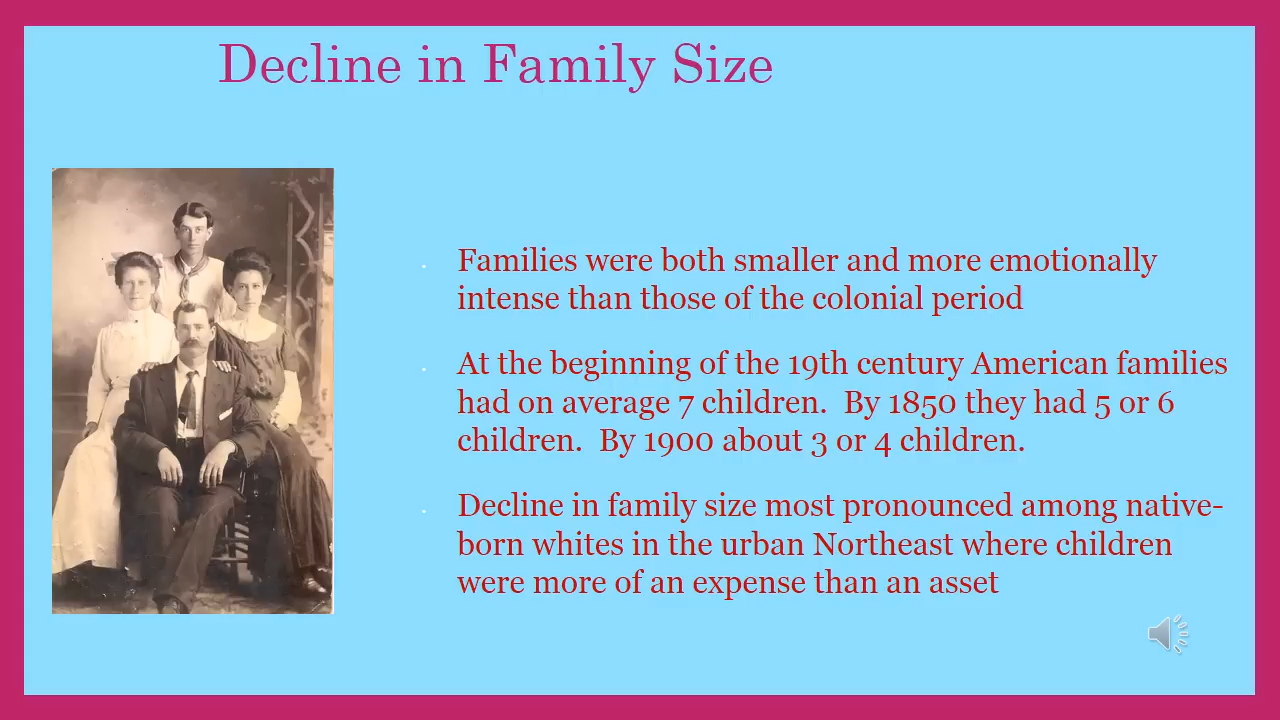 Decline in Family Size
Families were both smaller and more emotionally
intense than those of the colonial period
At the beginning of the 19th century American families
had on average 7 children.  By 1850 they had 5 or 6
children.  By 1900 about 3 or 4 children.
Decline in family size most pronounced among native-
born whites in the urban Northeast where children
were more of an expense than an asset